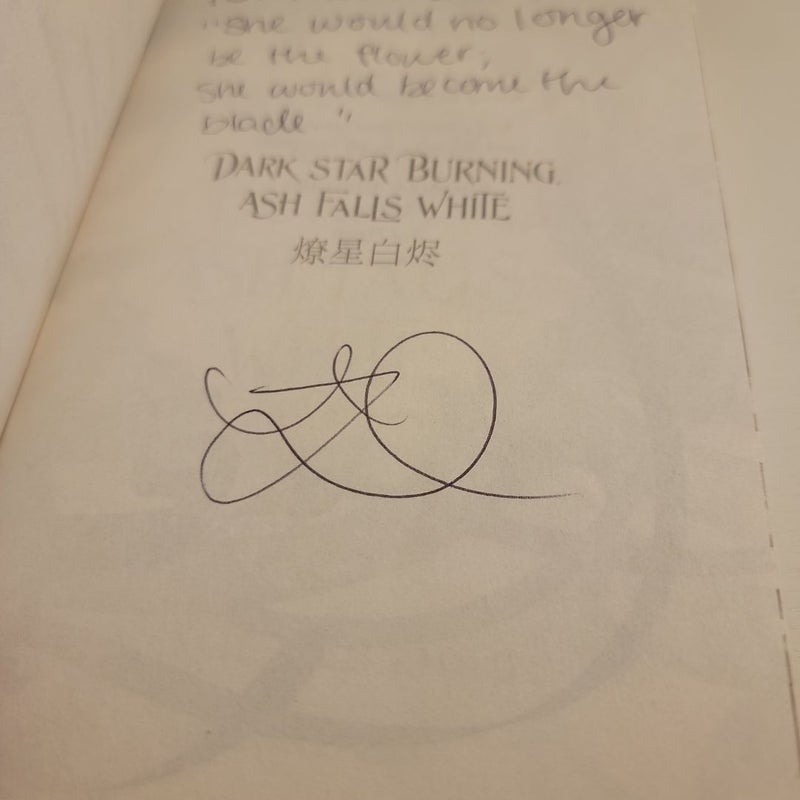 "she would no longer
be the flower,
she would become the
blade"
DARK STAR BURNING,
ASH FALLS WHITE
燎星白烬